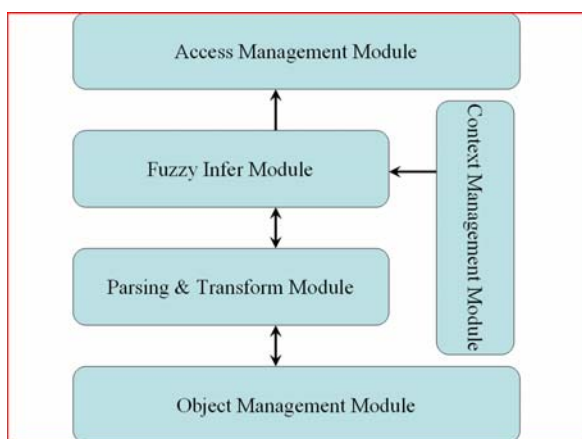 Access Management Module
Fuzzy Infer Module
Context Management Module
Parsing & Transform Module
Object Management Module